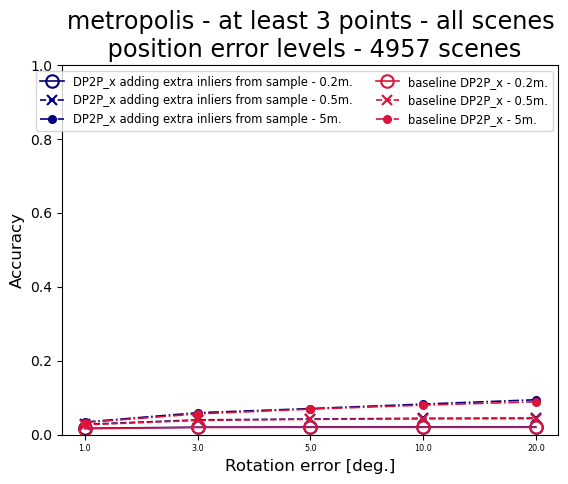 metropolis - at least 3 points - all scenes
position error levels - 4957 scenes
DP2P_x adding extra inliers from sample - 0.2m.
DP2P_x adding extra inliers from sample - 0.5m.
DP2P_x adding extra inliers from sample - 5m.
baseline DP2P_x - 0.2m.
baseline DP2P_x - 0.5m.
baseline DP2P_x - 5m.
1.0
0.8
0.6
0.4
0.2
0.0
Accuracy
1.0 3.0 5.0 10.0 20.0
Rotation error [deg.]